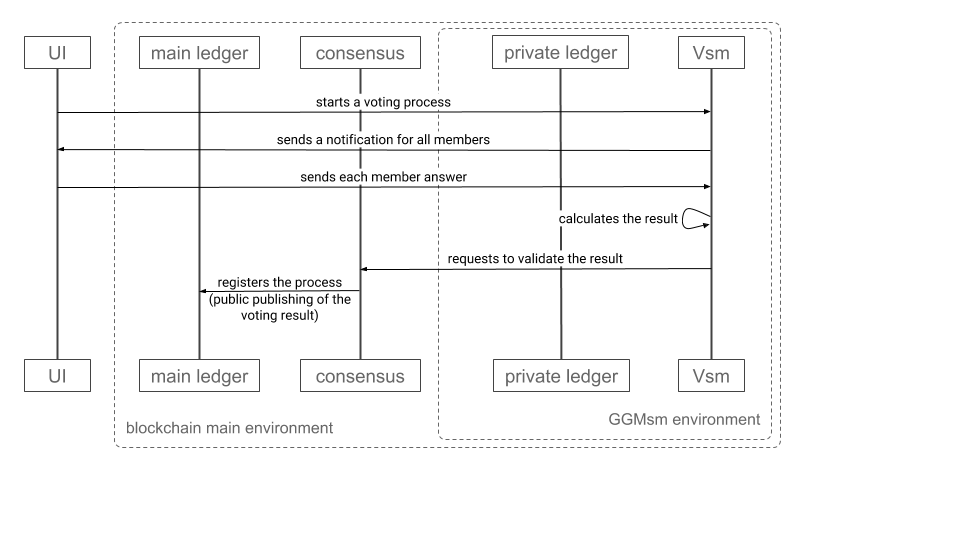 UI
main ledger
consensus
private ledger
Vsm
starts a voting process
sends a notification for all members
sends each member answer
calculates the result
requests to validate the result
registers the process
(public publishing of the
voting result)
UI
main ledger
consensus
private ledger
Vsm
GGMsm environment
blockchain main environment